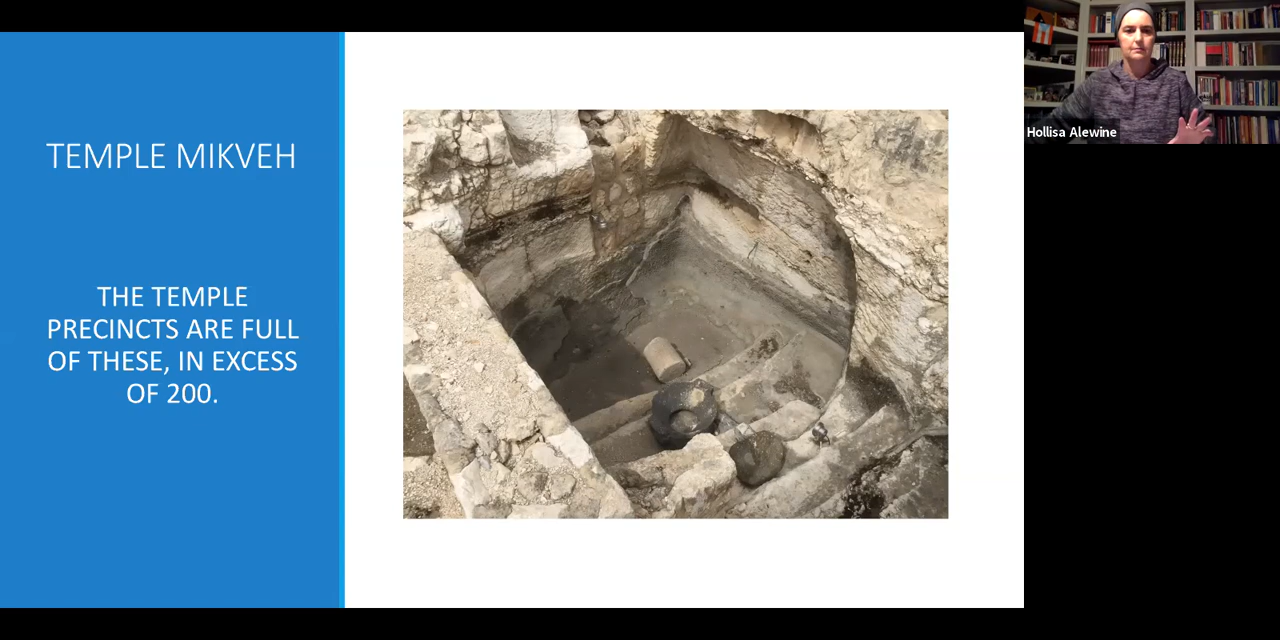 TEMPLE MIKVEH
THE TEMPLE
PRECINCTS ARE FULL
OF THESE, IN EXCESS
OF 200.
Hollisa Alewine